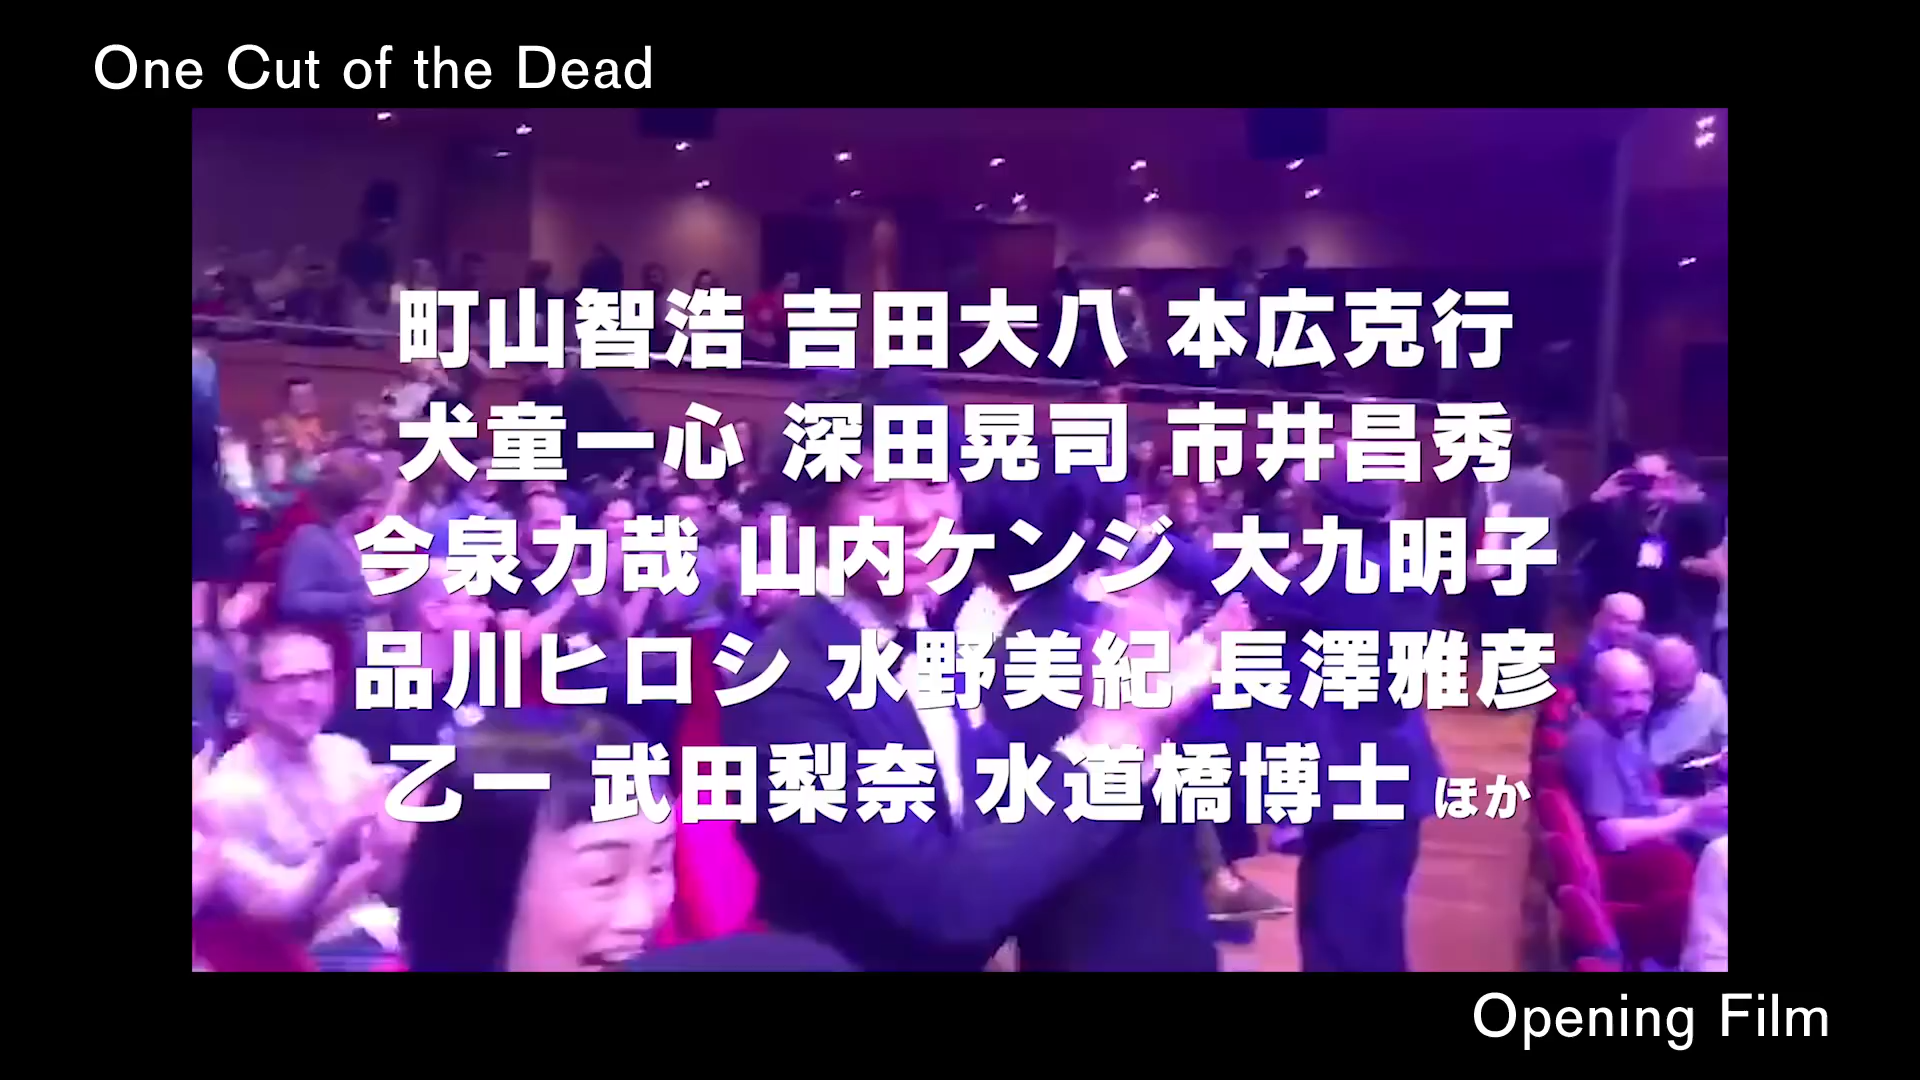 One Cut of the Dead
町山智浩 吉田大八 本広克行
犬童一心 深田晃司 市井昌秀
今泉力哉 山内ケンジ 大九明子
品川ヒロシ 水野美紀 長澤雅彦
乙一 武田梨奈 水道橋博士 ほか
Opening Film